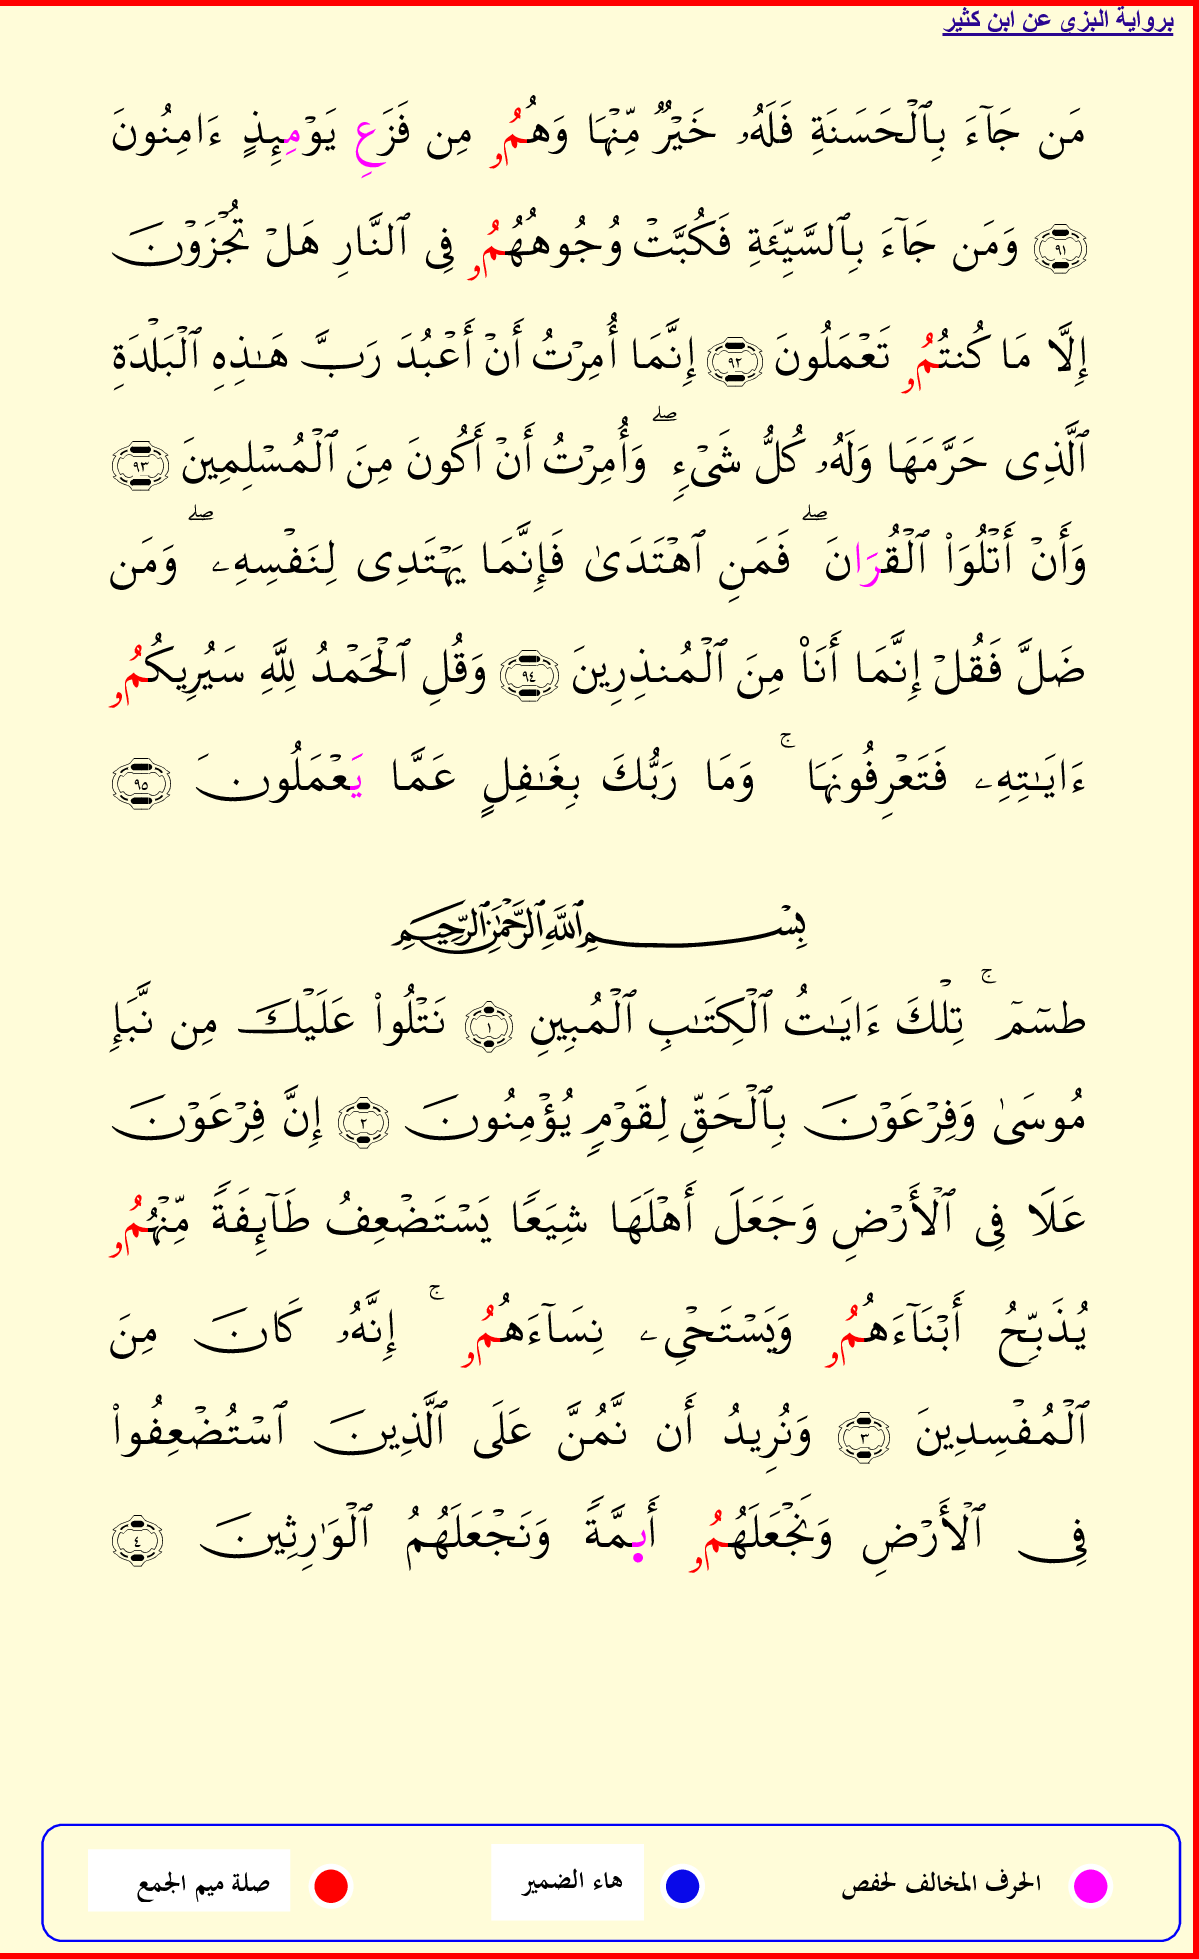 برواية البزى عن ابن كثير
مَن جَآءَ بِٱلْحَسَنَةِ فَلَهُۥ خَيْرٌ مِّنْهَا وَهُمُۥ مِن فَزَعِ يَوْمِئِذٍ ءَامِنُونَ
٩١ وَمَن جَآءَ بِٱلسَّيِّئَةِ فَكُبَّتْ وُجُوهُهُمُۥ فِى ٱلنَّارِ هَلْ تُجْزَوْنَ
إِلَّا مَا كُنتُمُۥ تَعْمَلُونَ ٩٢ إِنَّمَا أُمِرْتُ أَنْ أَعْبُدَ رَبَّ هَـٰذِهِ ٱلْبَلْدَةِ
ٱلَّذِى حَرَّمَهَا وَلَهُۥ كُلُّ شَىْءٍ ۖ وَأُمِرْتُ أَنْ أَكُونَ مِنَ ٱلْمُسْلِمِينَ ٩٣
وَأَنْ أَتْلُوَا۟ ٱلْقُرَانَ ۖ فَمَنِ ٱهْتَدَىٰ فَإِنَّمَا يَهْتَدِى لِنَفْسِهِۦ ۖ وَمَن
ضَلَّ فَقُلْ إِنَّمَا أَنَا۠ مِنَ ٱلْمُنذِرِينَ ٩٤ وَقُلِ ٱلْحَمْدُ لِلَّهِ سَيُرِيكُمُۥ
ءَايَـٰتِهِۦ فَتَعْرِفُونَهَا ۚ وَمَا رَبُّكَ بِغَـٰفِلٍ عَمَّا يَعْمَلُونَ ٩٥
بِسْمِ ٱللَّهِ ٱلرَّحْمَـٰنِ ٱلرَّحِيمِ
طسٓمٓ ۚ تِلْكَ ءَايَـٰتُ ٱلْكِتَـٰبِ ٱلْمُبِينِ ١ نَتْلُوا۟ عَلَيْكَ مِن نَّبَإِ
مُوسَىٰ وَفِرْعَوْنَ بِٱلْحَقِّ لِقَوْمٍ يُؤْمِنُونَ ٢ إِنَّ فِرْعَوْنَ
عَلَا فِى ٱلْأَرْضِ وَجَعَلَ أَهْلَهَا شِيَعًا يَسْتَضْعِفُ طَآئِفَةً مِّنْهُمُۥ
يُذَبِّحُ أَبْنَآءَهُمُۥ وَيَسْتَحْىِۦ نِسَآءَهُمُۥ ۚ إِنَّهُۥ كَانَ مِنَ
ٱلْمُفْسِدِينَ ٣ وَنُرِيدُ أَن نَّمُنَّ عَلَى ٱلَّذِينَ ٱسْتُضْعِفُوا۟
فِى ٱلْأَرْضِ وَنَجْعَلَهُمُۥ أَىِٕمَّةً وَنَجْعَلَهُمُ ٱلْوَٰرِثِينَ ٤
الحرف المخالف لحفص هاء الضمير صلة ميم الجمع